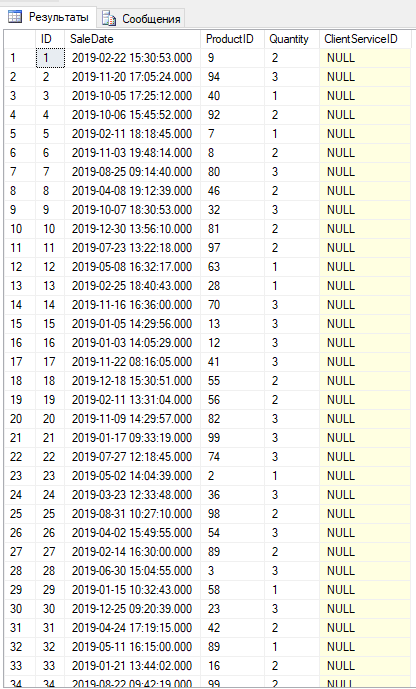 Результаты Сообщения
ID SaleDate ProductID Quantity ClientServiceID
1 1 2019-02-22 15:30:53.000 9 2 NULL
2 2 2019-11-20 17:05:24.000 94 3 NULL
3 3 2019-10-05 17:25:12.000 40 1 NULL
4 4 2019-10-06 15:45:52.000 92 2 NULL
5 5 2019-02-11 18:18:45.000 7 1 NULL
6 6 2019-11-03 19:48:14.000 8 2 NULL
7 7 2019-08-25 09:14:40.000 80 3 NULL
8 8 2019-04-08 19:12:39.000 46 2 NULL
9 9 2019-10-07 18:30:53.000 32 3 NULL
10 10 2019-12-30 13:56:10.000 81 2 NULL
11 11 2019-07-23 13:22:18.000 97 2 NULL
12 12 2019-05-08 16:32:17.000 63 1 NULL
13 13 2019-02-25 18:40:43.000 28 1 NULL
14 14 2019-11-16 16:36:00.000 70 3 NULL
15 15 2019-01-05 14:29:56.000 13 3 NULL
16 16 2019-01-03 14:05:29.000 12 3 NULL
17 17 2019-11-22 08:16:05.000 41 3 NULL
18 18 2019-12-18 15:30:51.000 55 2 NULL
19 19 2019-02-11 13:31:04.000 56 2 NULL
20 20 2019-11-09 14:29:57.000 82 3 NULL
21 21 2019-01-17 09:33:19.000 99 3 NULL
22 22 2019-07-27 12:18:45.000 74 3 NULL
23 23 2019-05-02 14:04:39.000 2 1 NULL
24 24 2019-03-23 12:33:48.000 36 3 NULL
25 25 2019-08-31 10:27:10.000 98 2 NULL
26 26 2019-04-02 15:49:55.000 54 3 NULL
27 27 2019-02-14 16:30:00.000 89 2 NULL
28 28 2019-06-30 15:04:55.000 3 3 NULL
29 29 2019-01-15 10:32:43.000 58 1 NULL
30 30 2019-12-25 09:20:39.000 23 3 NULL
31 31 2019-04-24 17:19:15.000 42 2 NULL
32 32 2019-05-11 16:15:00.000 89 1 NULL
33 33 2019-01-21 13:44:02.000 16 2 NULL
34 34 2019-08-22 09:42:19.000 99 2 NULL